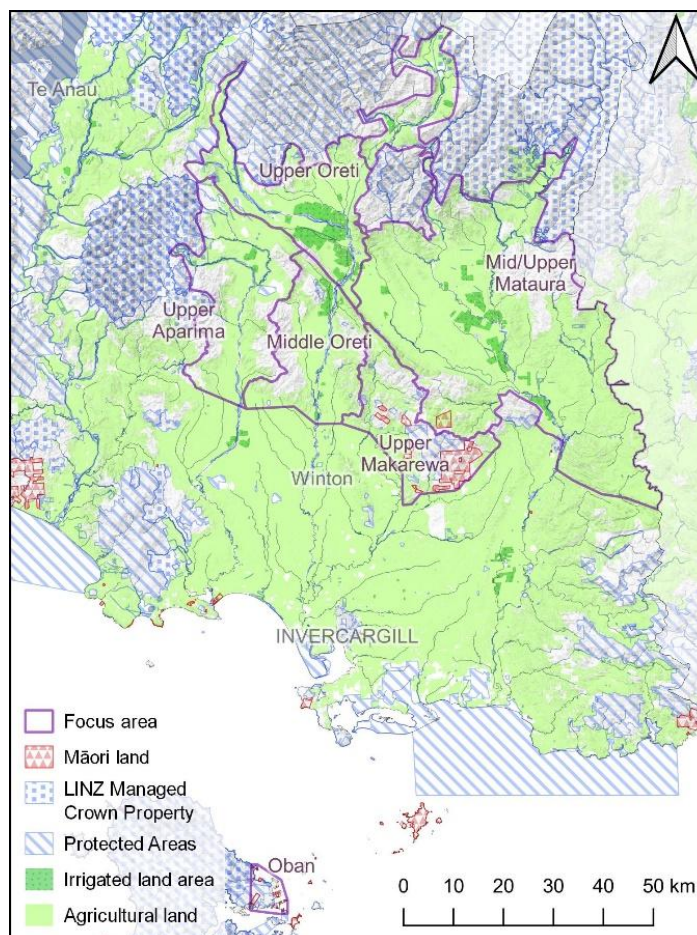 Te Anau
Upper Oreti
Mid/Upper
Mataura
Upper
Aparima
Middle Oreti
Upper
Makarewa
Winton
INVERCARGILL
Focus area
Māori land
LINZ Managed
Crown Property
Protected Areas
Irrigated land area
Agricultural land
Oban
0 10 20 30 40 50 km